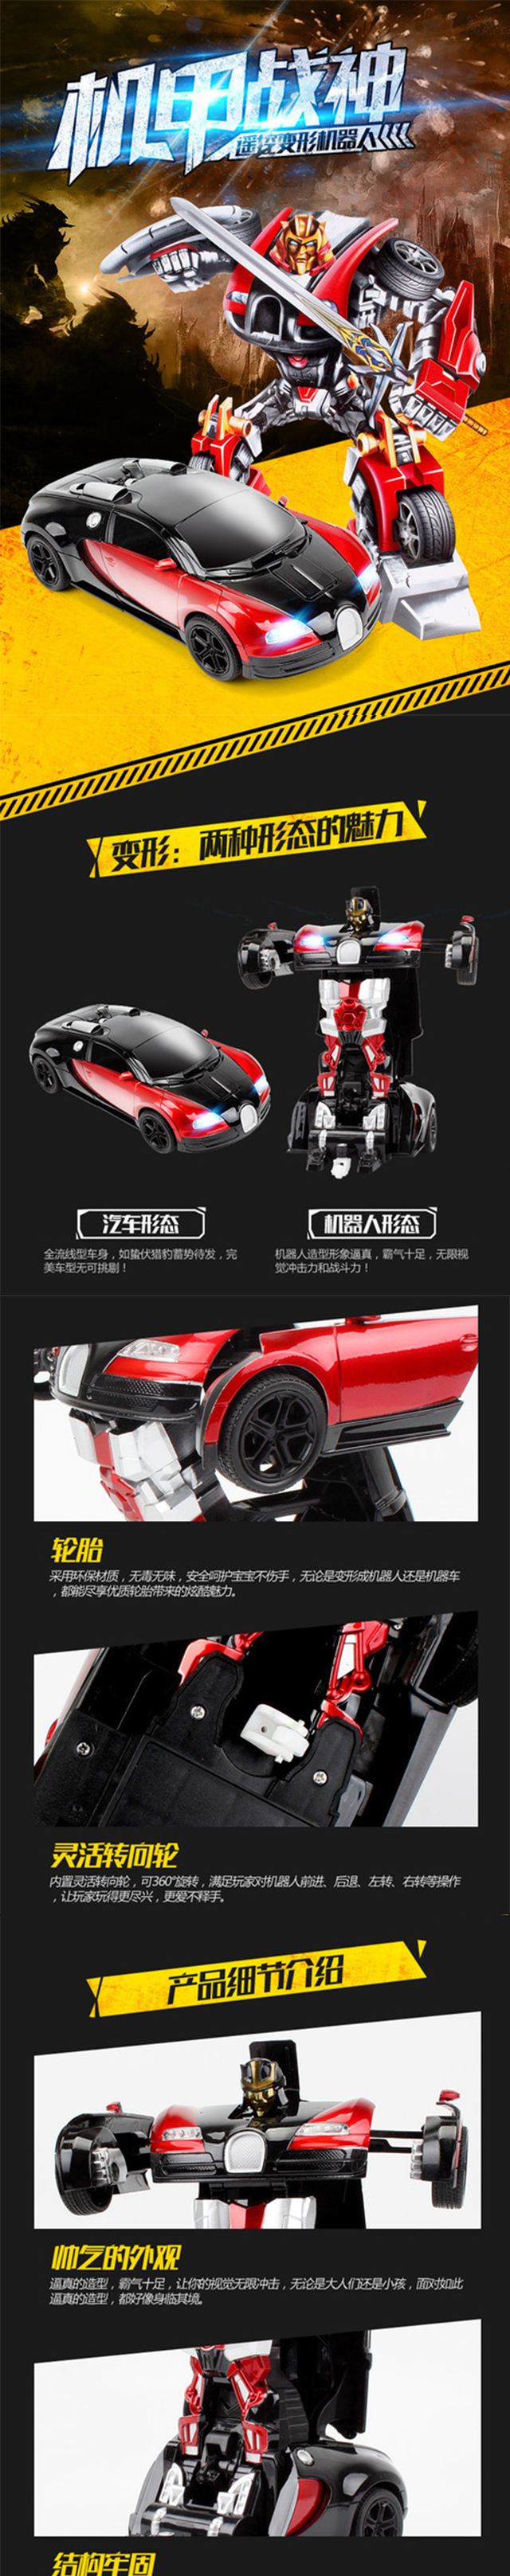 机甲战神
遥控变形机器人
变形：两种形态的魅力
汽车形态
机器人形态
全流线型车身，如蛰伏猎豹蓄势待发，完
美车型无可挑剔！
机器人造型形象逼真，霸气十足，无限视
觉冲击力和战斗力！
轮胎
采用环保材质，无毒无味，安全呵护宝宝不伤手，无论是变形成机器人还是机器车
，都能尽享优质轮胎带来的炫酷魅力。
灵活转向轮
内置灵活转向轮，可360°旋转，满足玩家对机器人前进、后退、左转、右转等操作
，让玩家玩得更尽兴，更爱不释手。
产品细节介绍
帅气的外观
逼真的造型，霸气十足，让你的视觉无限冲击，无论是大人们还是小孩，面对如此
逼真的造型，都好像身临其境。
结构牢固